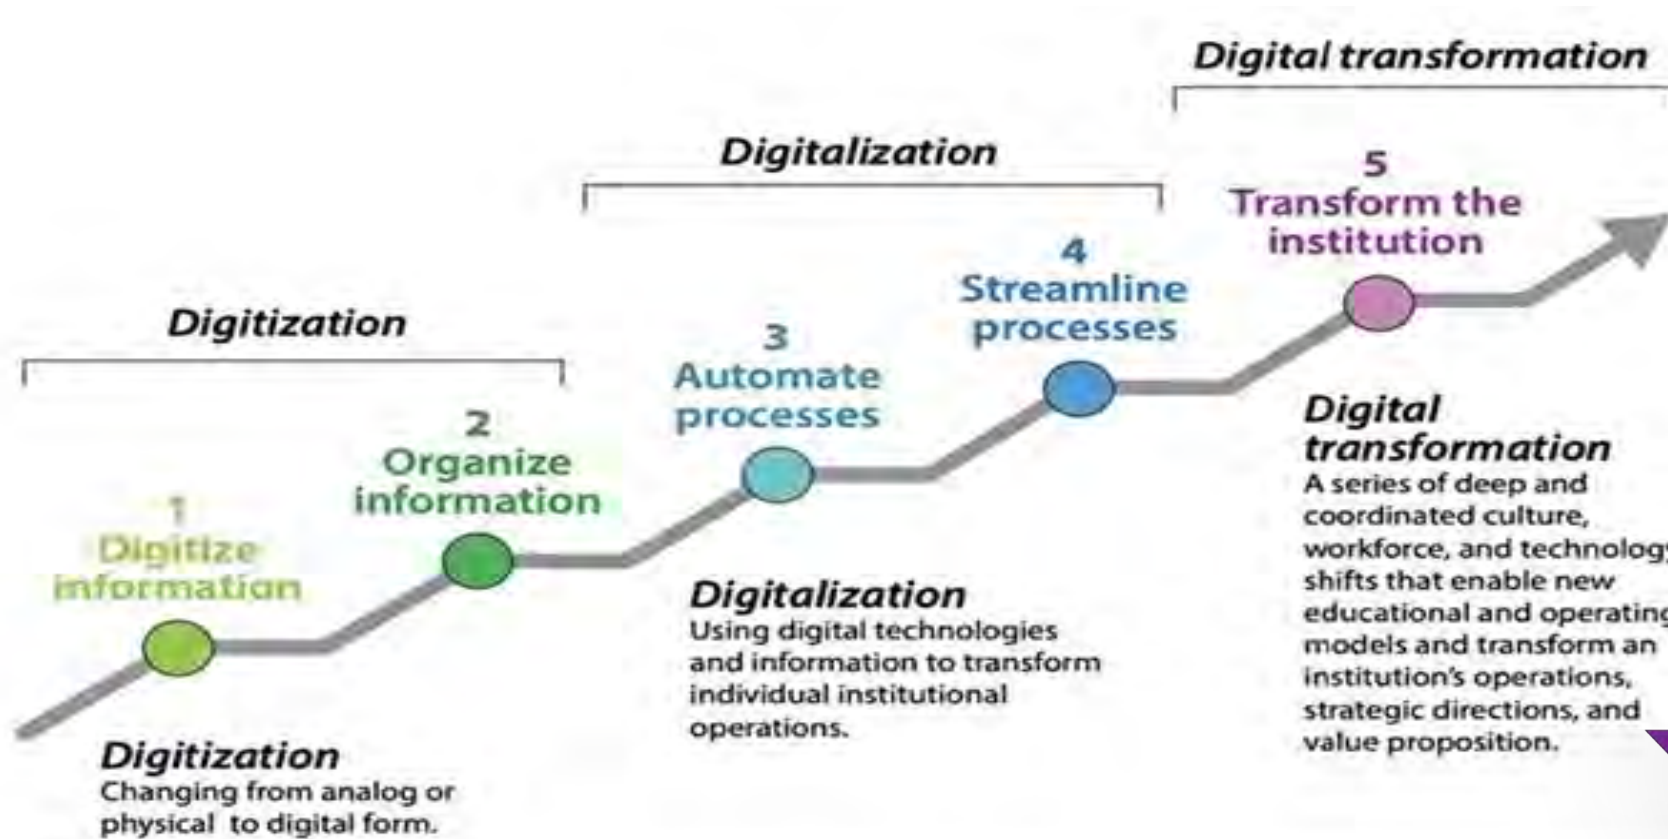 Digital transformation
Digitalization
5
Transform the
institution
4
Streamline
processes
Digitization
3
Automate
processes
2
Organize
information
1
Digitize
information
Digital
transformation
A series of deep and
coordinated culture,
workforce, and technology
shifts that enable new
educational and operating
models and transform an
institution's operations,
strategic directions, and
value proposition.
Digitalization
Using digital technologies
and information to transform
individual institutional
operations.
Digitization
Changing from analog or
physical to digital form.